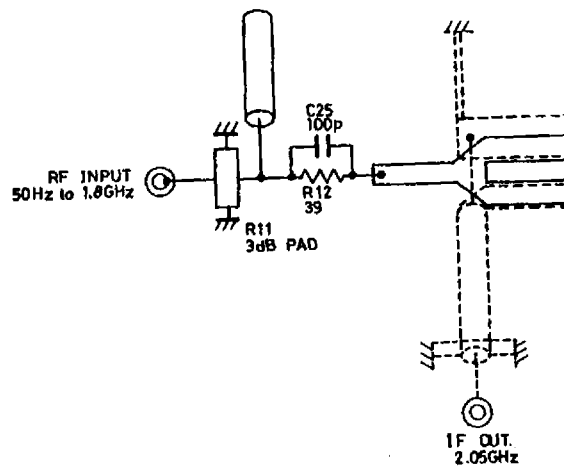 C25
100p
RF INPUT
50Hz to 1.8GHz
R12
39
R11
3dB PAD
IF OUT.
2.05GHz